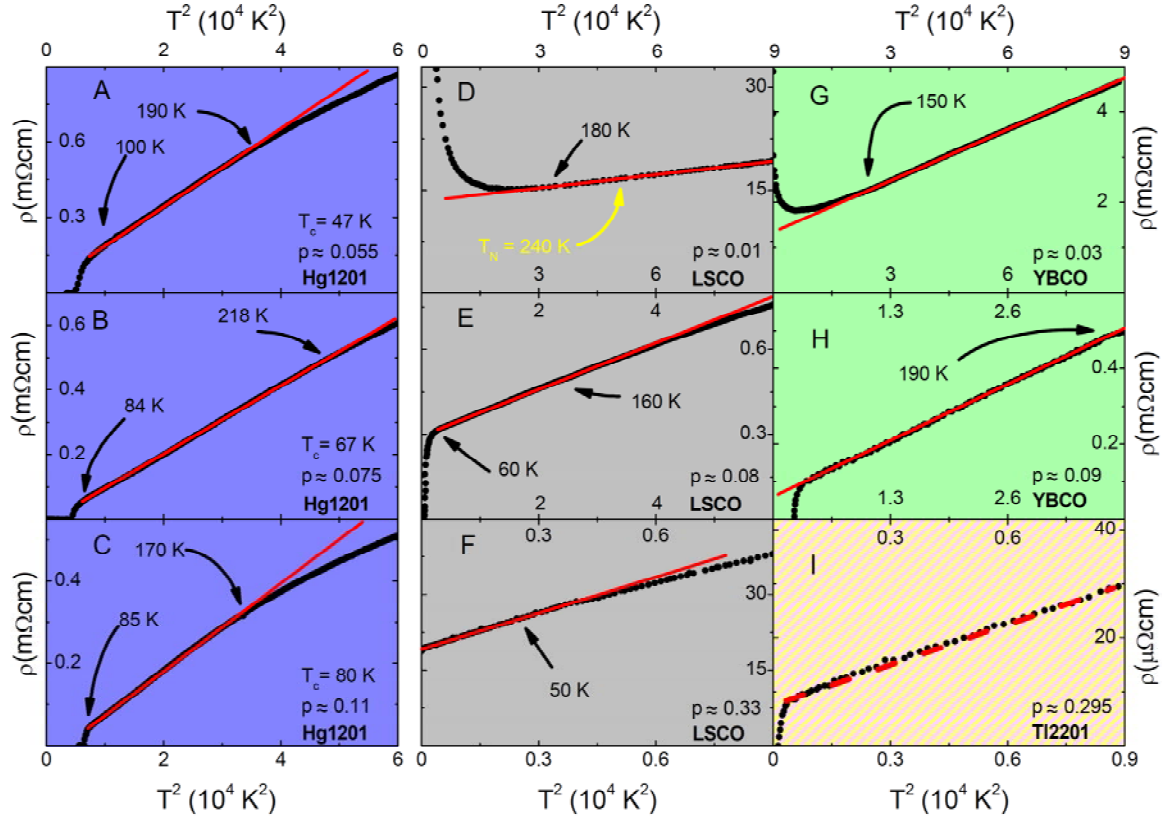 T² (10⁴ K²) T² (10⁴ K²) T² (10⁴ K²)
0 2 4 6 0 3 6 9 0 3 6 9
A
190 K
100 K
T_c = 47 K
p ≈ 0.055
Hg1201
ρ(mΩcm)
0.6
0.3
D
180 K
T_N = 240 K
p ≈ 0.01
LSCO
30
15
3 6
G
150 K
p ≈ 0.03
YBCO
4
2
ρ(mΩcm)
3 6
B
218 K
84 K
T_c = 67 K
p ≈ 0.075
Hg1201
ρ(mΩcm)
0.6
0.4
0.2
2 4
E
160 K
60 K
p ≈ 0.08
LSCO
0.6
0.3
2 4
1.3 2.6
H
190 K
p ≈ 0.09
YBCO
0.4
0.2
ρ(mΩcm)
1.3 2.6
C
170 K
85 K
T_c = 80 K
p ≈ 0.11
Hg1201
ρ(mΩcm)
0.4
0.2
0.3 0.6
F
50 K
p ≈ 0.33
LSCO
30
15
0.3 0.6
I
p ≈ 0.295
Tl2201
40
20
ρ(μΩcm)
0 2 4 6 0 0.3 0.6 0 0.3 0.6 0.9
T² (10⁴ K²) T² (10⁴ K²) T² (10⁴ K²)